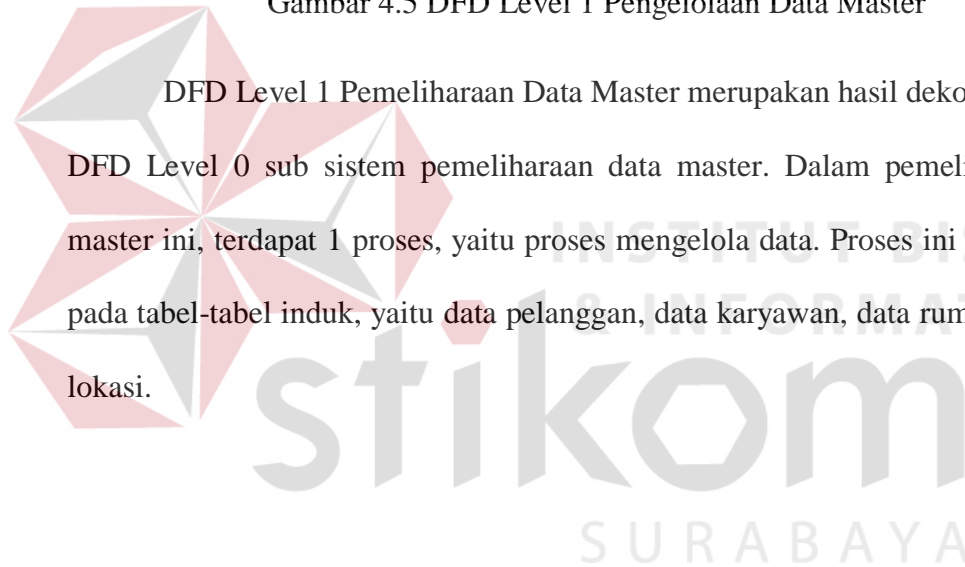 Gambar 4.5 DFD Level 1 Pengelolaan Data Master
DFD Level 1 Pemeliharaan Data Master merupakan hasil deko
DFD Level 0 sub sistem pemeliharaan data master. Dalam pemel
master ini, terdapat 1 proses, yaitu proses mengelola data. Proses ini
INSTITUT BI
pada tabel-tabel induk, yaitu data pelanggan, data karyawan, data rum
& INFORMAT
lokasi.
stikom
SURABAYA